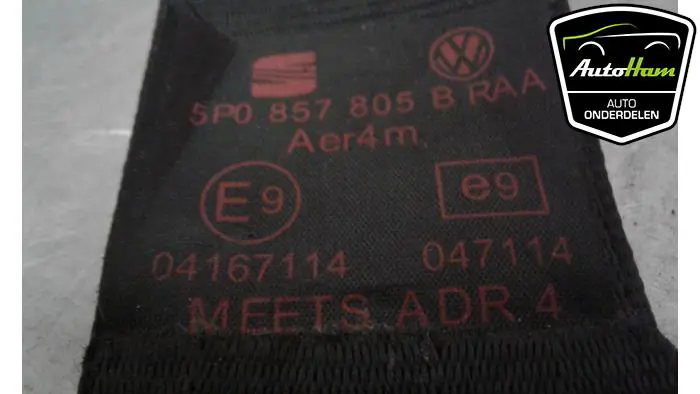 AutoHam
AUTO
ONDERDELEN
5P0 857 805 B RAA
Aer4m.
E9
e9
04167114 047114
MEETS ADR 4